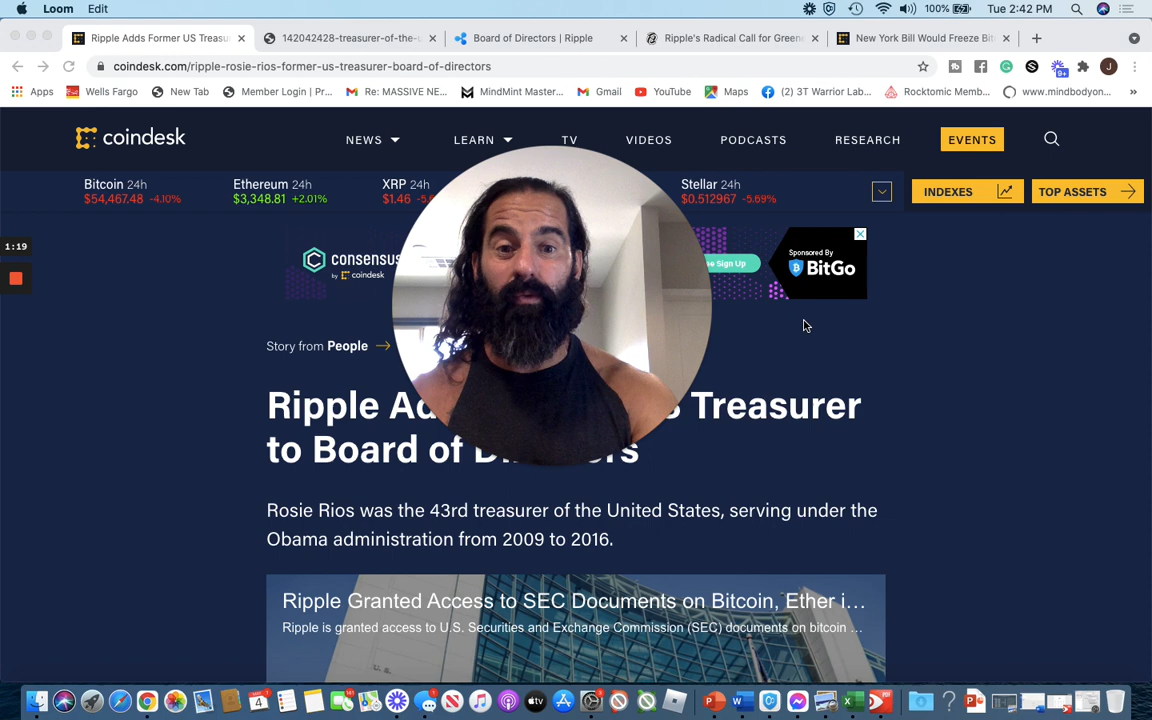 Loom Edit 100% Tue 2:42 PM
Ripple Adds Former US Treasu 142042428-treasurer-of-the-u Board of Directors | Ripple Ripple's Radical Call for Greene New York Bill Would Freeze Bit
coindesk.com/ripple-rosie-rios-former-us-treasurer-board-of-directors 9+ J
Apps Wells Fargo New Tab Member Login | Pr... Re: MASSIVE NE... MindMint Master... Gmail YouTube Maps (2) 3T Warrior Lab... Rocktomic Memb... www.mindbodyon... »
coindesk NEWS LEARN TV VIDEOS PODCASTS RESEARCH EVENTS
Bitcoin 24h Ethereum 24h XRP 24h Stellar 24h
$54,467.48 -4.10% $3,348.81 +2.01% $1.46 $0.512967 -5.69%
INDEXES TOP ASSETS
1:19
consensus
by coindesk
Sign Up
Sponsored By
BitGo
Story from People
Ripple Treasurer
to Board of
Rosie Rios was the 43rd treasurer of the United States, serving under the
Obama administration from 2009 to 2016.
Ripple Granted Access to SEC Documents on Bitcoin, Ether i...
Ripple is granted access to U.S. Securities and Exchange Commission (SEC) documents on bitcoin ...